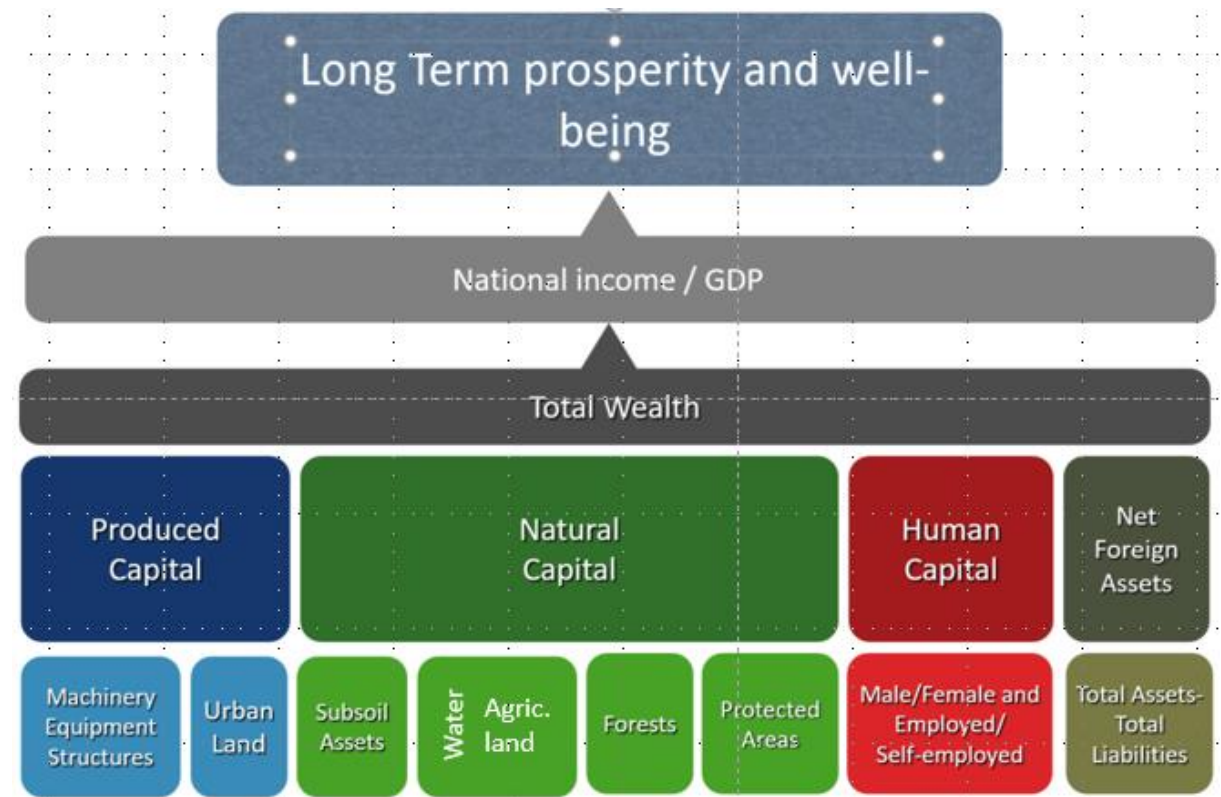 Long Term prosperity and well-
being
National income / GDP
Total Wealth
Produced
Capital
Natural
Capital
Human
Capital
Net
Foreign
Assets
Machinery
Equipment
Structures
Urban
Land
Subsoil
Assets
Water
Agric.
land
Forests
Protected
Areas
Male/Female and
Employed/
Self-employed
Total Assets-
Total
Liabilities